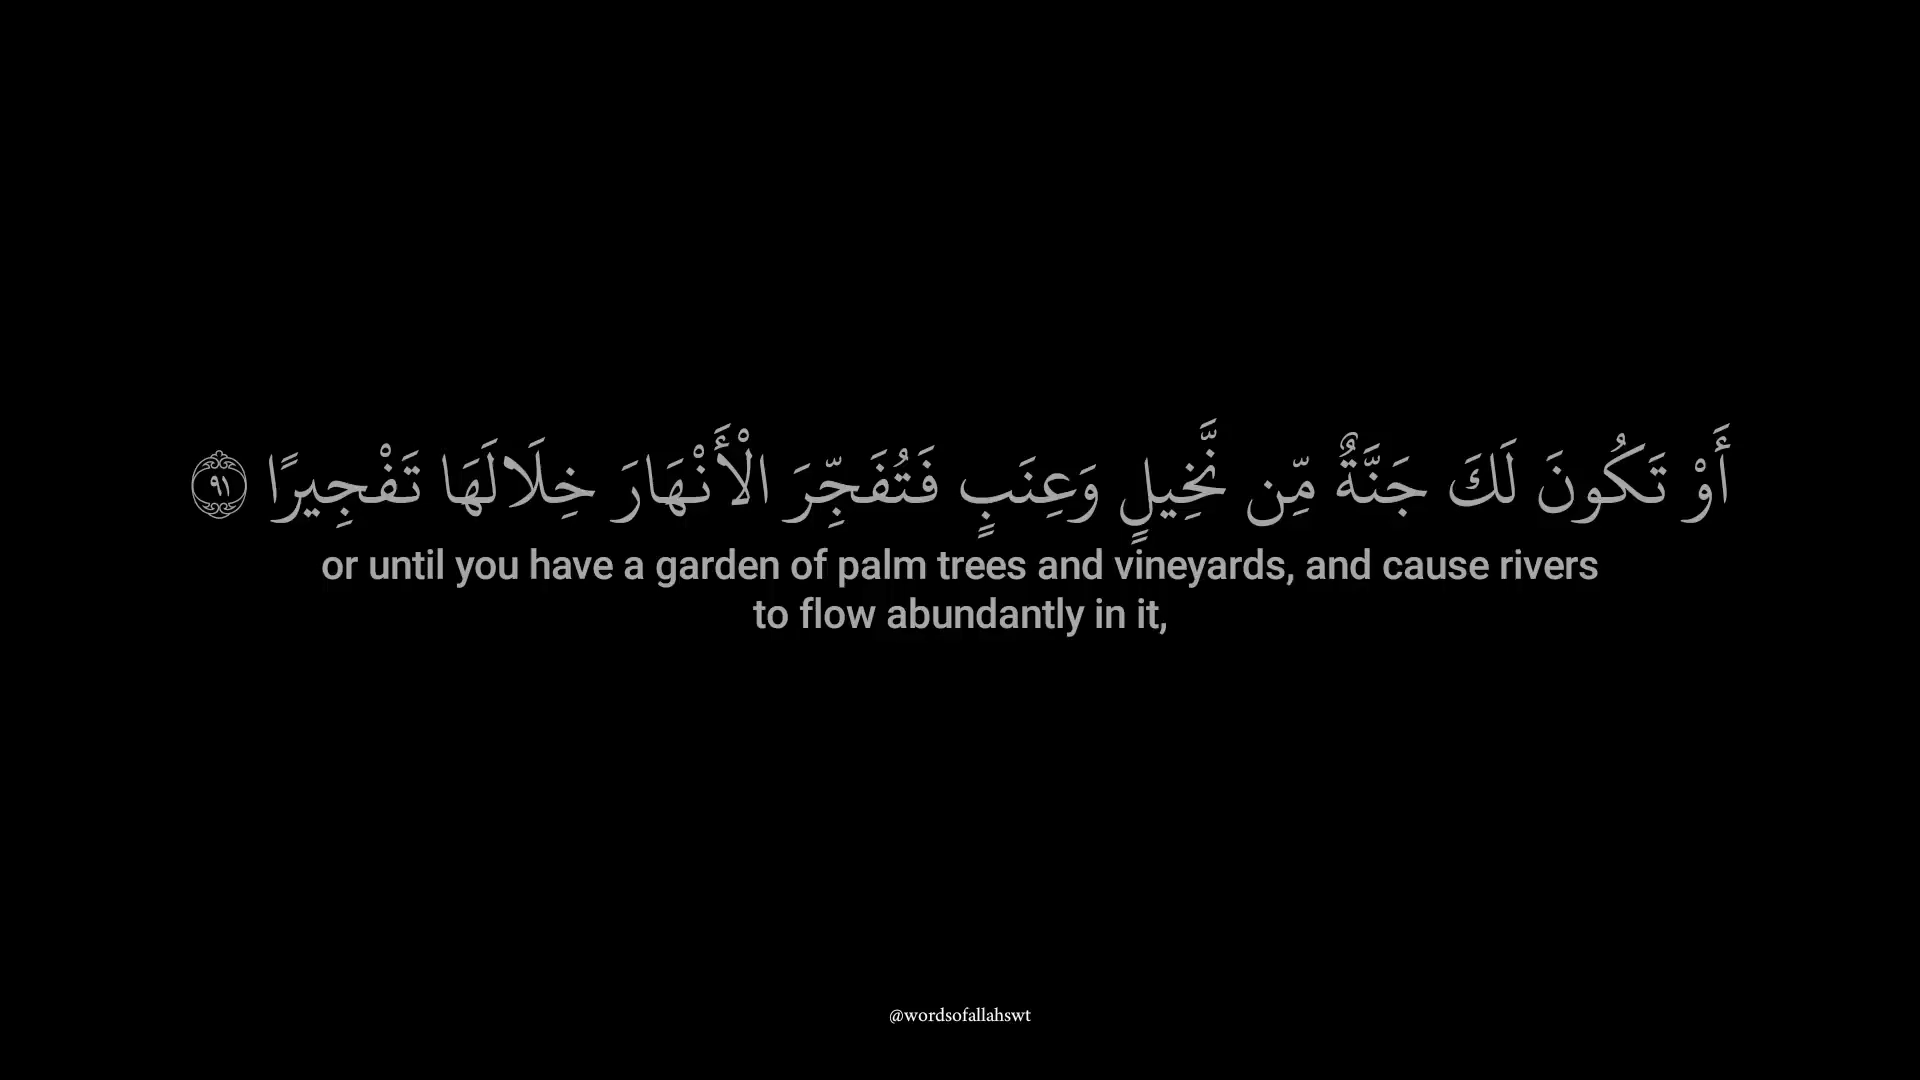 أَوْ تَكُونَ لَكَ جَنَّةٌ مِّن نَّخِيلٍ وَعِنَبٍ فَتُفَجِّرَ الْأَنْهَارَ خِلَالَهَا تَفْجِيرًا ٩١
or until you have a garden of palm trees and vineyards, and cause rivers
to flow abundantly in it,
@wordsofallahswt